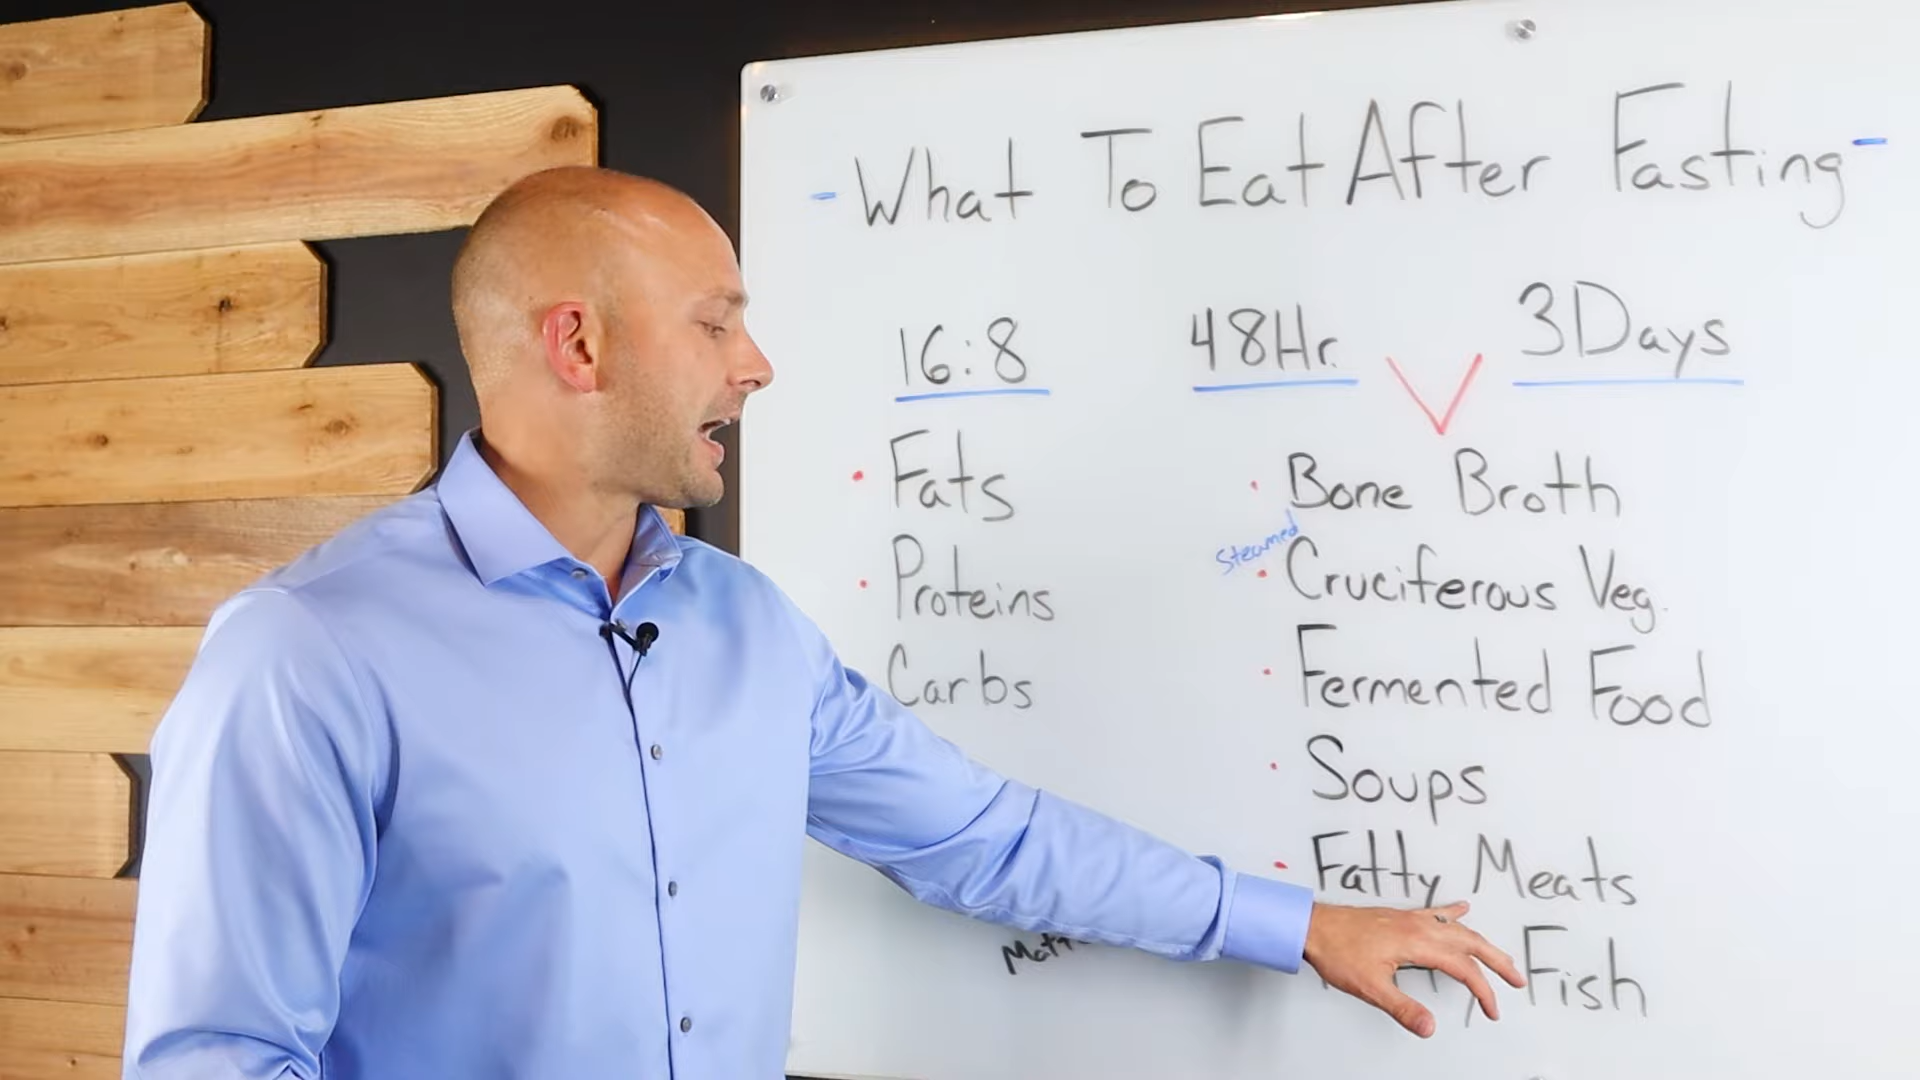 - What To Eat After Fasting -
16:8
Fats
Proteins
Carbs
48Hr.
3Days
Bone Broth
Steamed
Cruciferous Veg.
Fermented Food
Soups
Fatty Meats
Fish